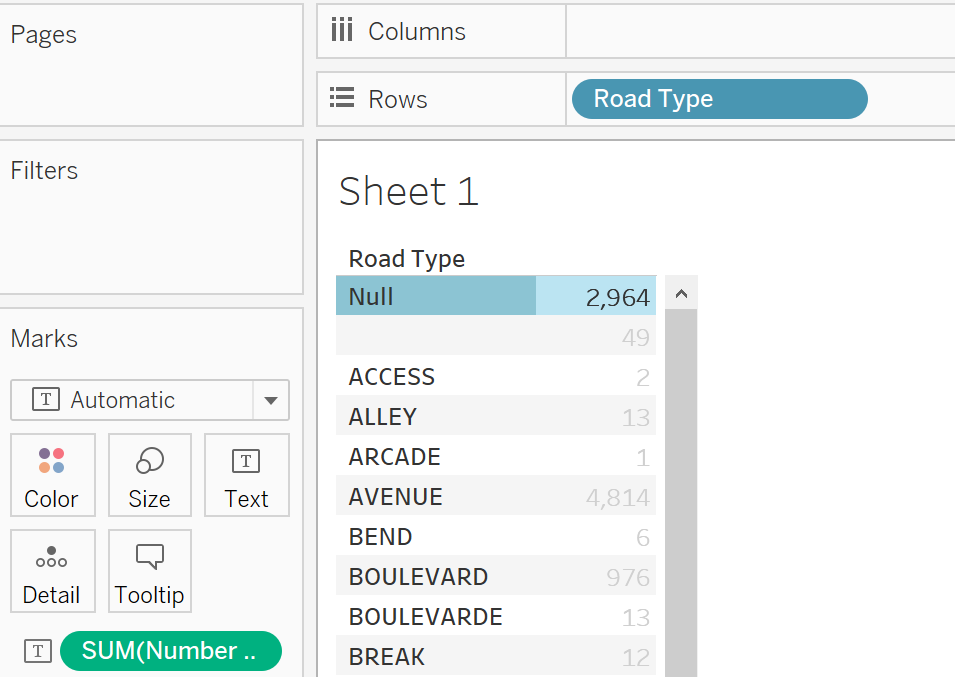 Pages
Columns
Rows
Road Type
Filters
Sheet 1
Road Type
Null 2,964
49
ACCESS 2
ALLEY 13
ARCADE 1
AVENUE 4,814
BEND 6
BOULEVARD 976
BOULEVARDE 13
BREAK 12
Marks
T Automatic
Color
Size
T
Text
Detail
Tooltip
T SUM(Number ..